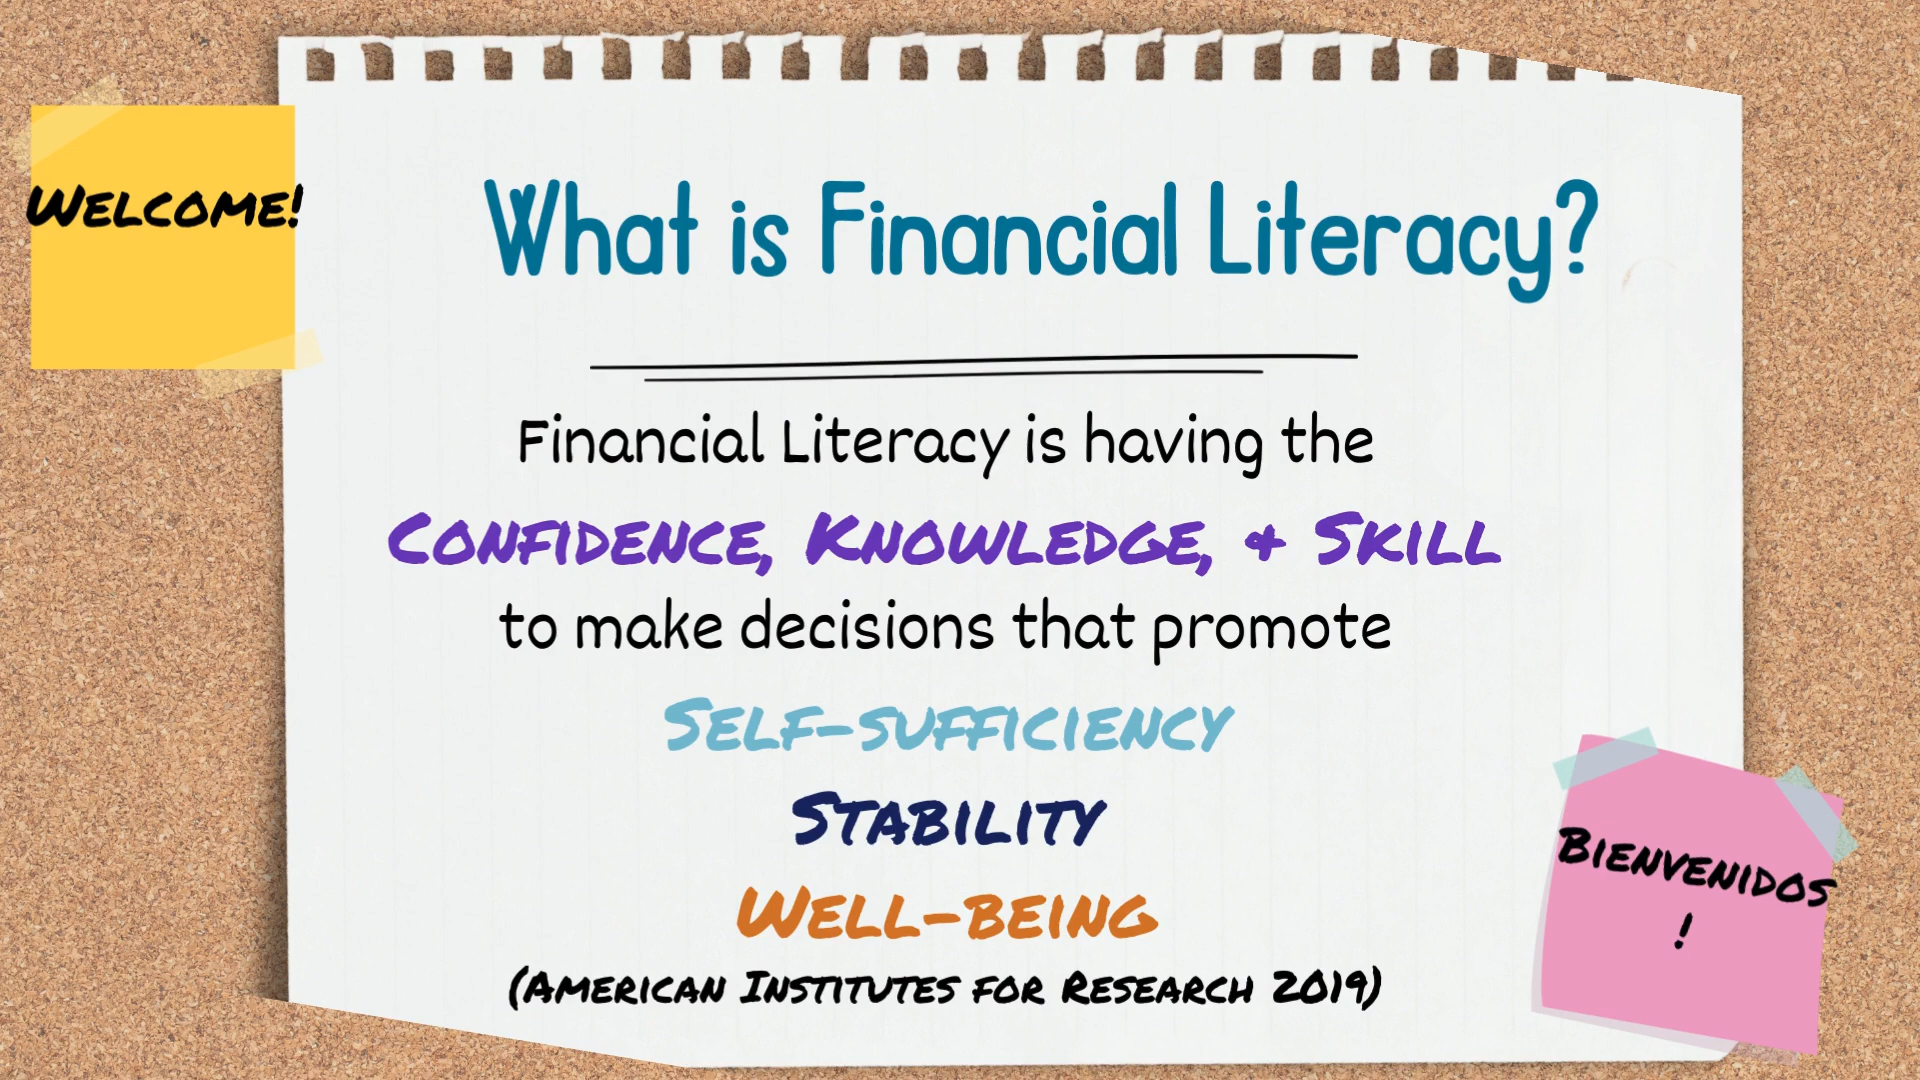 Welcome!
What is Financial Literacy?
Financial Literacy is having the
Confidence, Knowledge, & Skill
to make decisions that promote
Self-sufficiency
Stability
Well-being
(American Institutes for Research 2019)
Bienvenidos
!